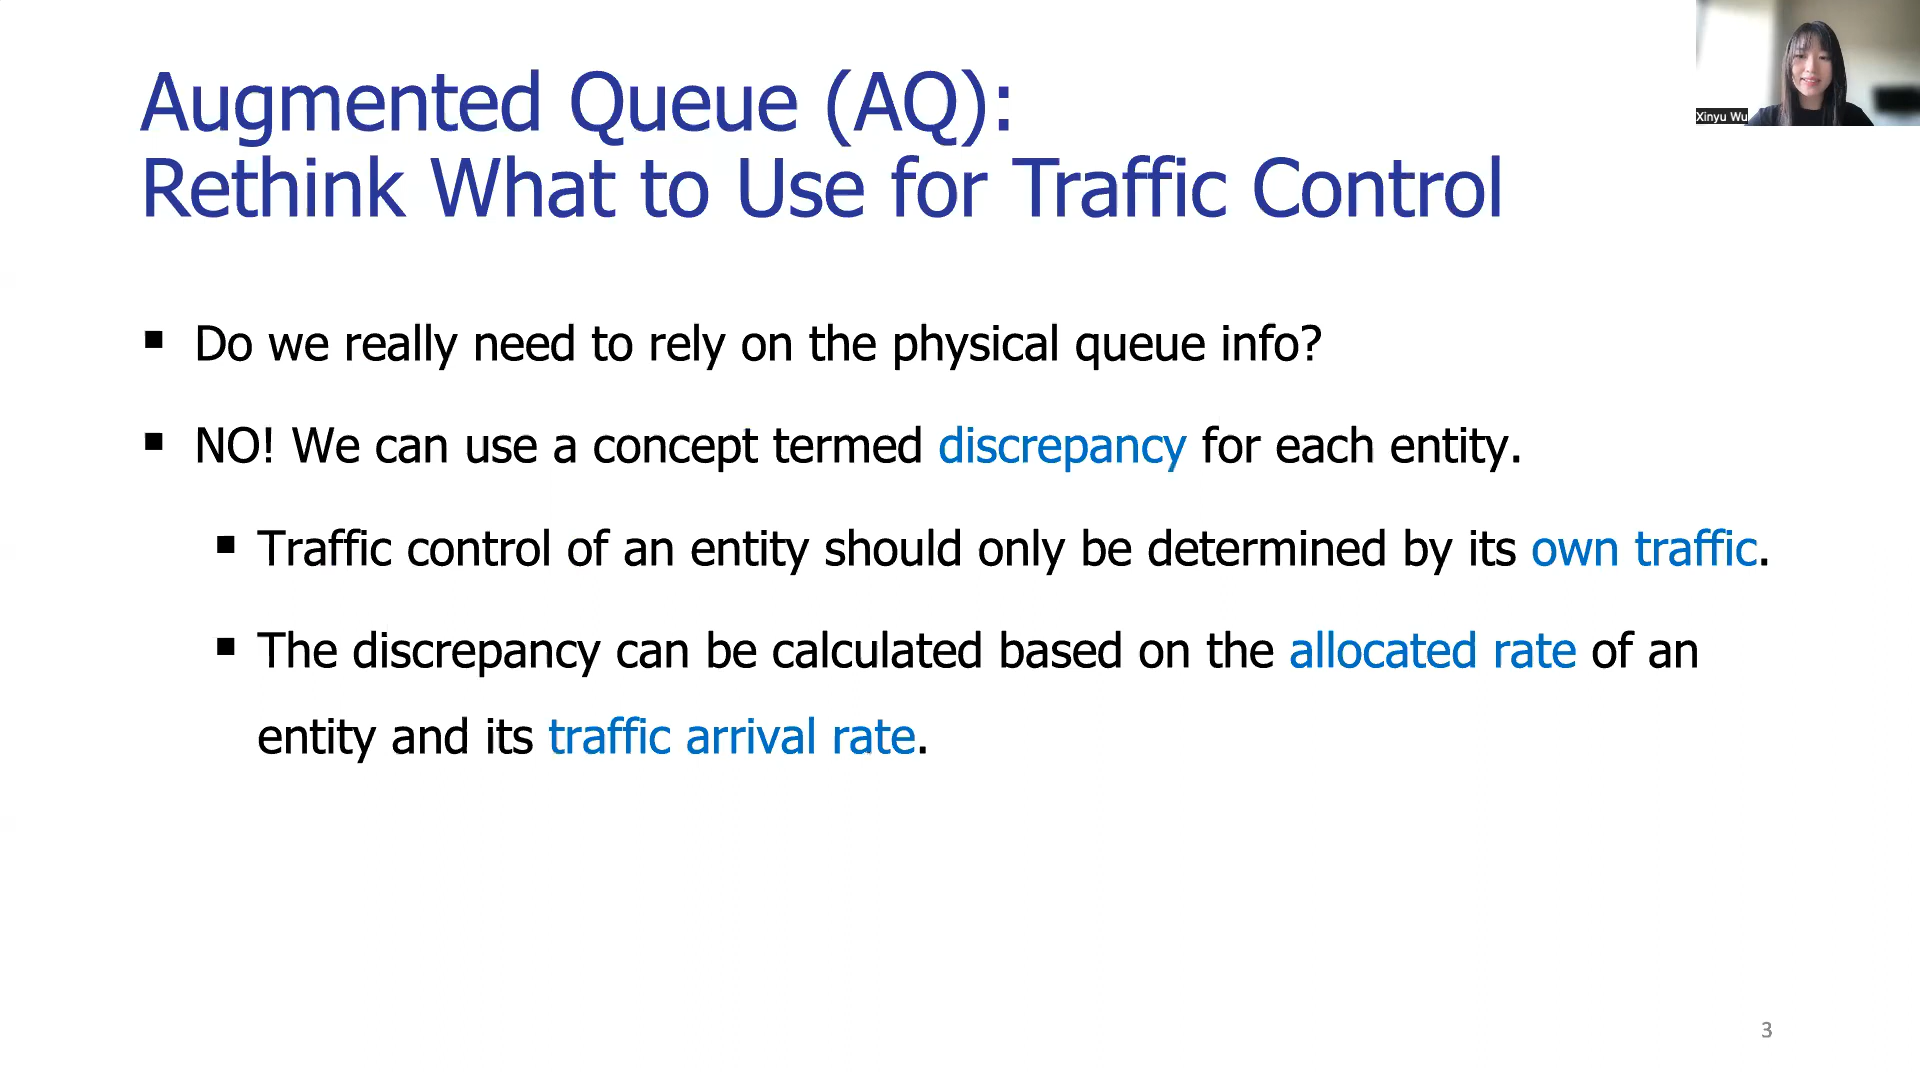 Augmented Queue (AQ):
Rethink What to Use for Traffic Control
Xinyu Wu
▪ Do we really need to rely on the physical queue info?
▪ NO! We can use a concept termed discrepancy for each entity.
▪ Traffic control of an entity should only be determined by its own traffic.
▪ The discrepancy can be calculated based on the allocated rate of an
entity and its traffic arrival rate.
3